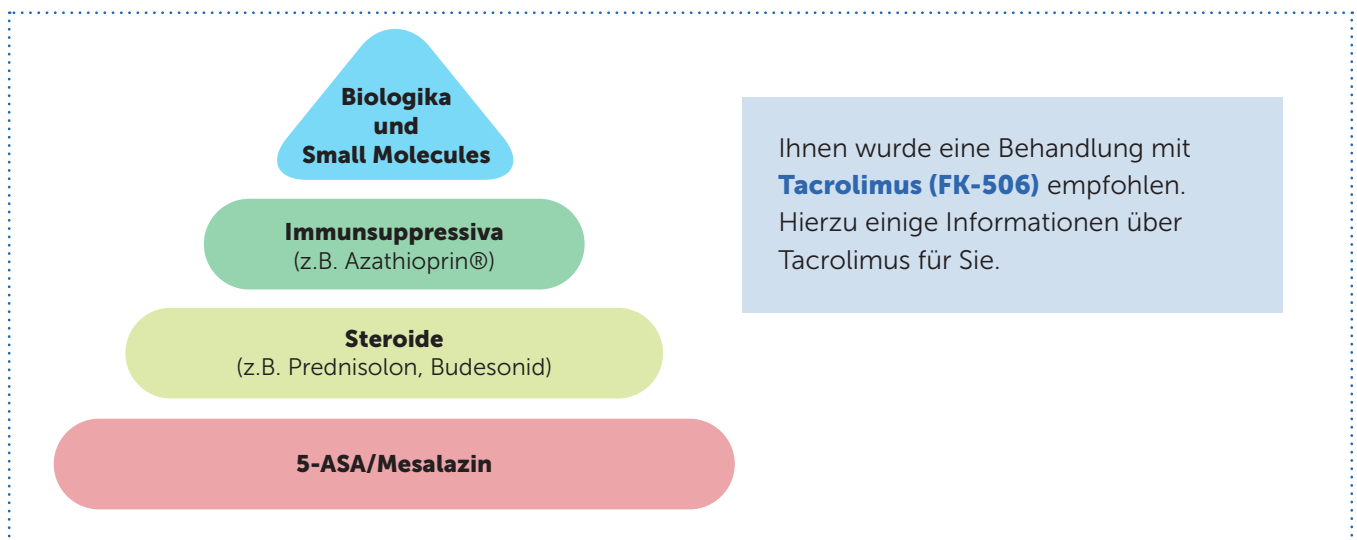 Biologika
und
Small Molecules
Immunsuppressiva
(z.B. Azathioprin®)
Steroide
(z.B. Prednisolon, Budesonid)
5-ASA/Mesalazin
Ihnen wurde eine Behandlung mit
Tacrolimus (FK-506) empfohlen.
Hierzu einige Informationen über
Tacrolimus für Sie.